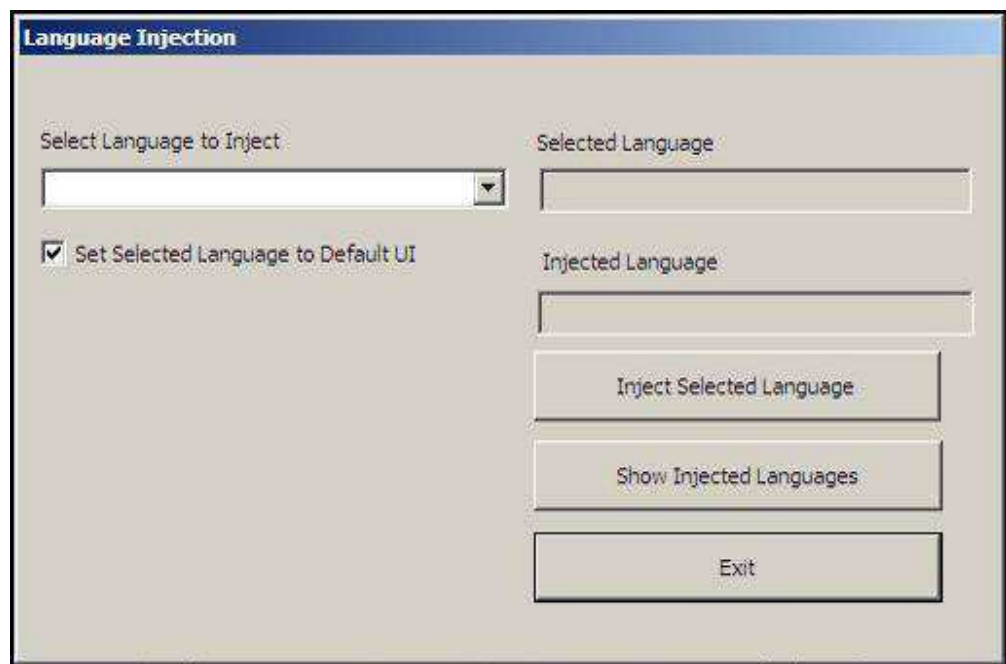 Language Injection
Select Language to Inject
Selected Language
Set Selected Language to Default UI
Injected Language
Inject Selected Language
Show Injected Languages
Exit